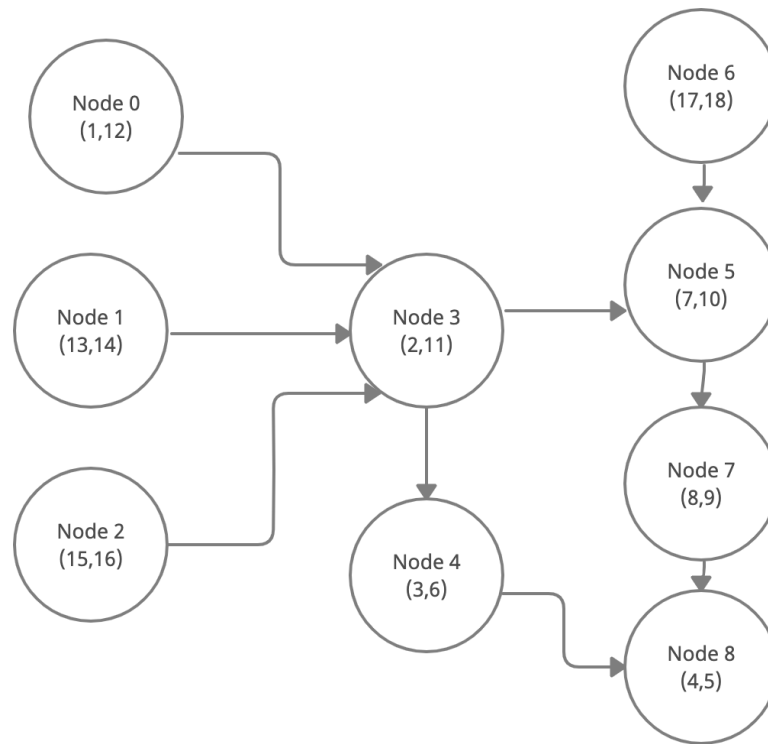 Node 0
(1,12)
Node 1
(13,14)
Node 2
(15,16)
Node 3
(2,11)
Node 4
(3,6)
Node 6
(17,18)
Node 5
(7,10)
Node 7
(8,9)
Node 8
(4,5)